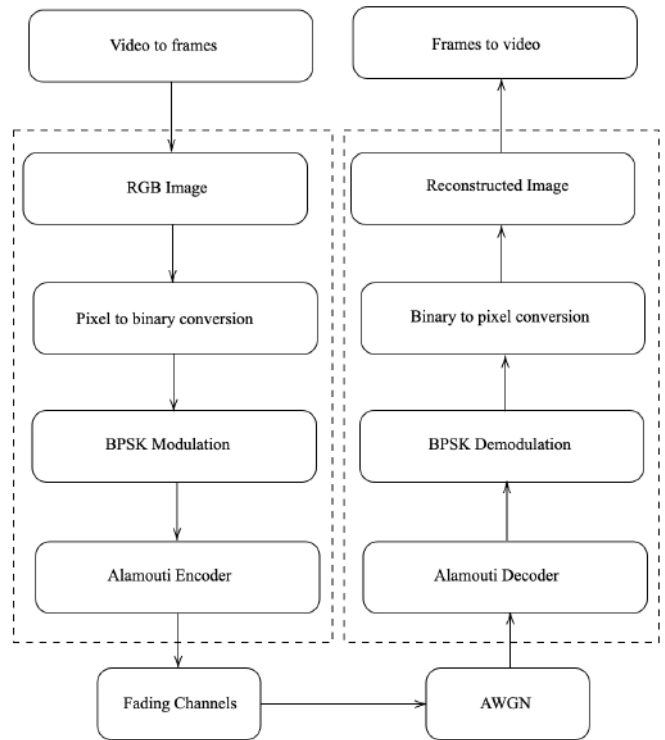 Video to frames
RGB Image
Pixel to binary conversion
BPSK Modulation
Alamouti Encoder
Fading Channels
AWGN
Alamouti Decoder
BPSK Demodulation
Binary to pixel conversion
Reconstructed Image
Frames to video